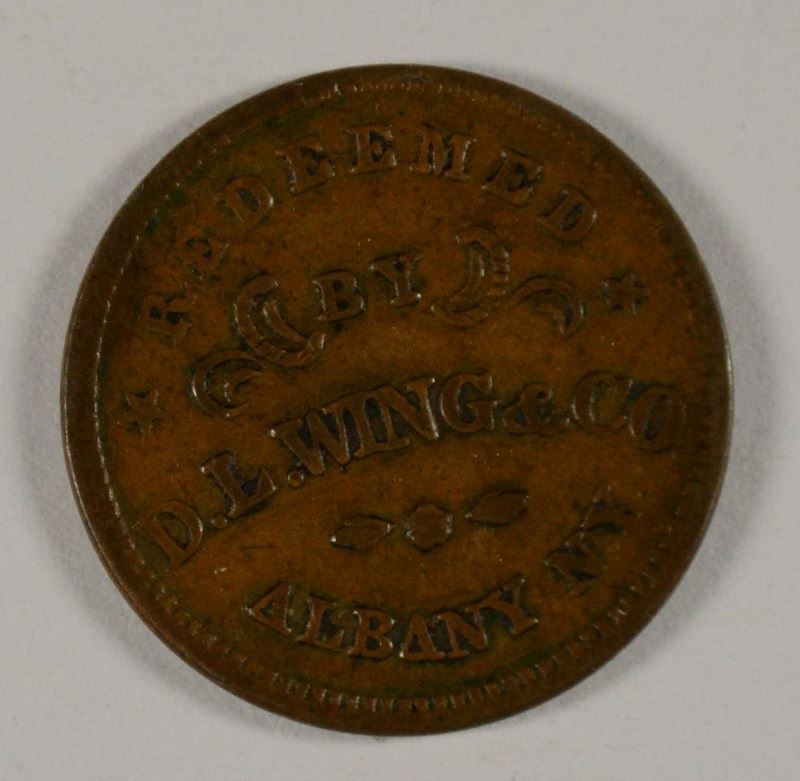 REDEEMED
BY
D.L.WING & CO
ALBANY N.Y.